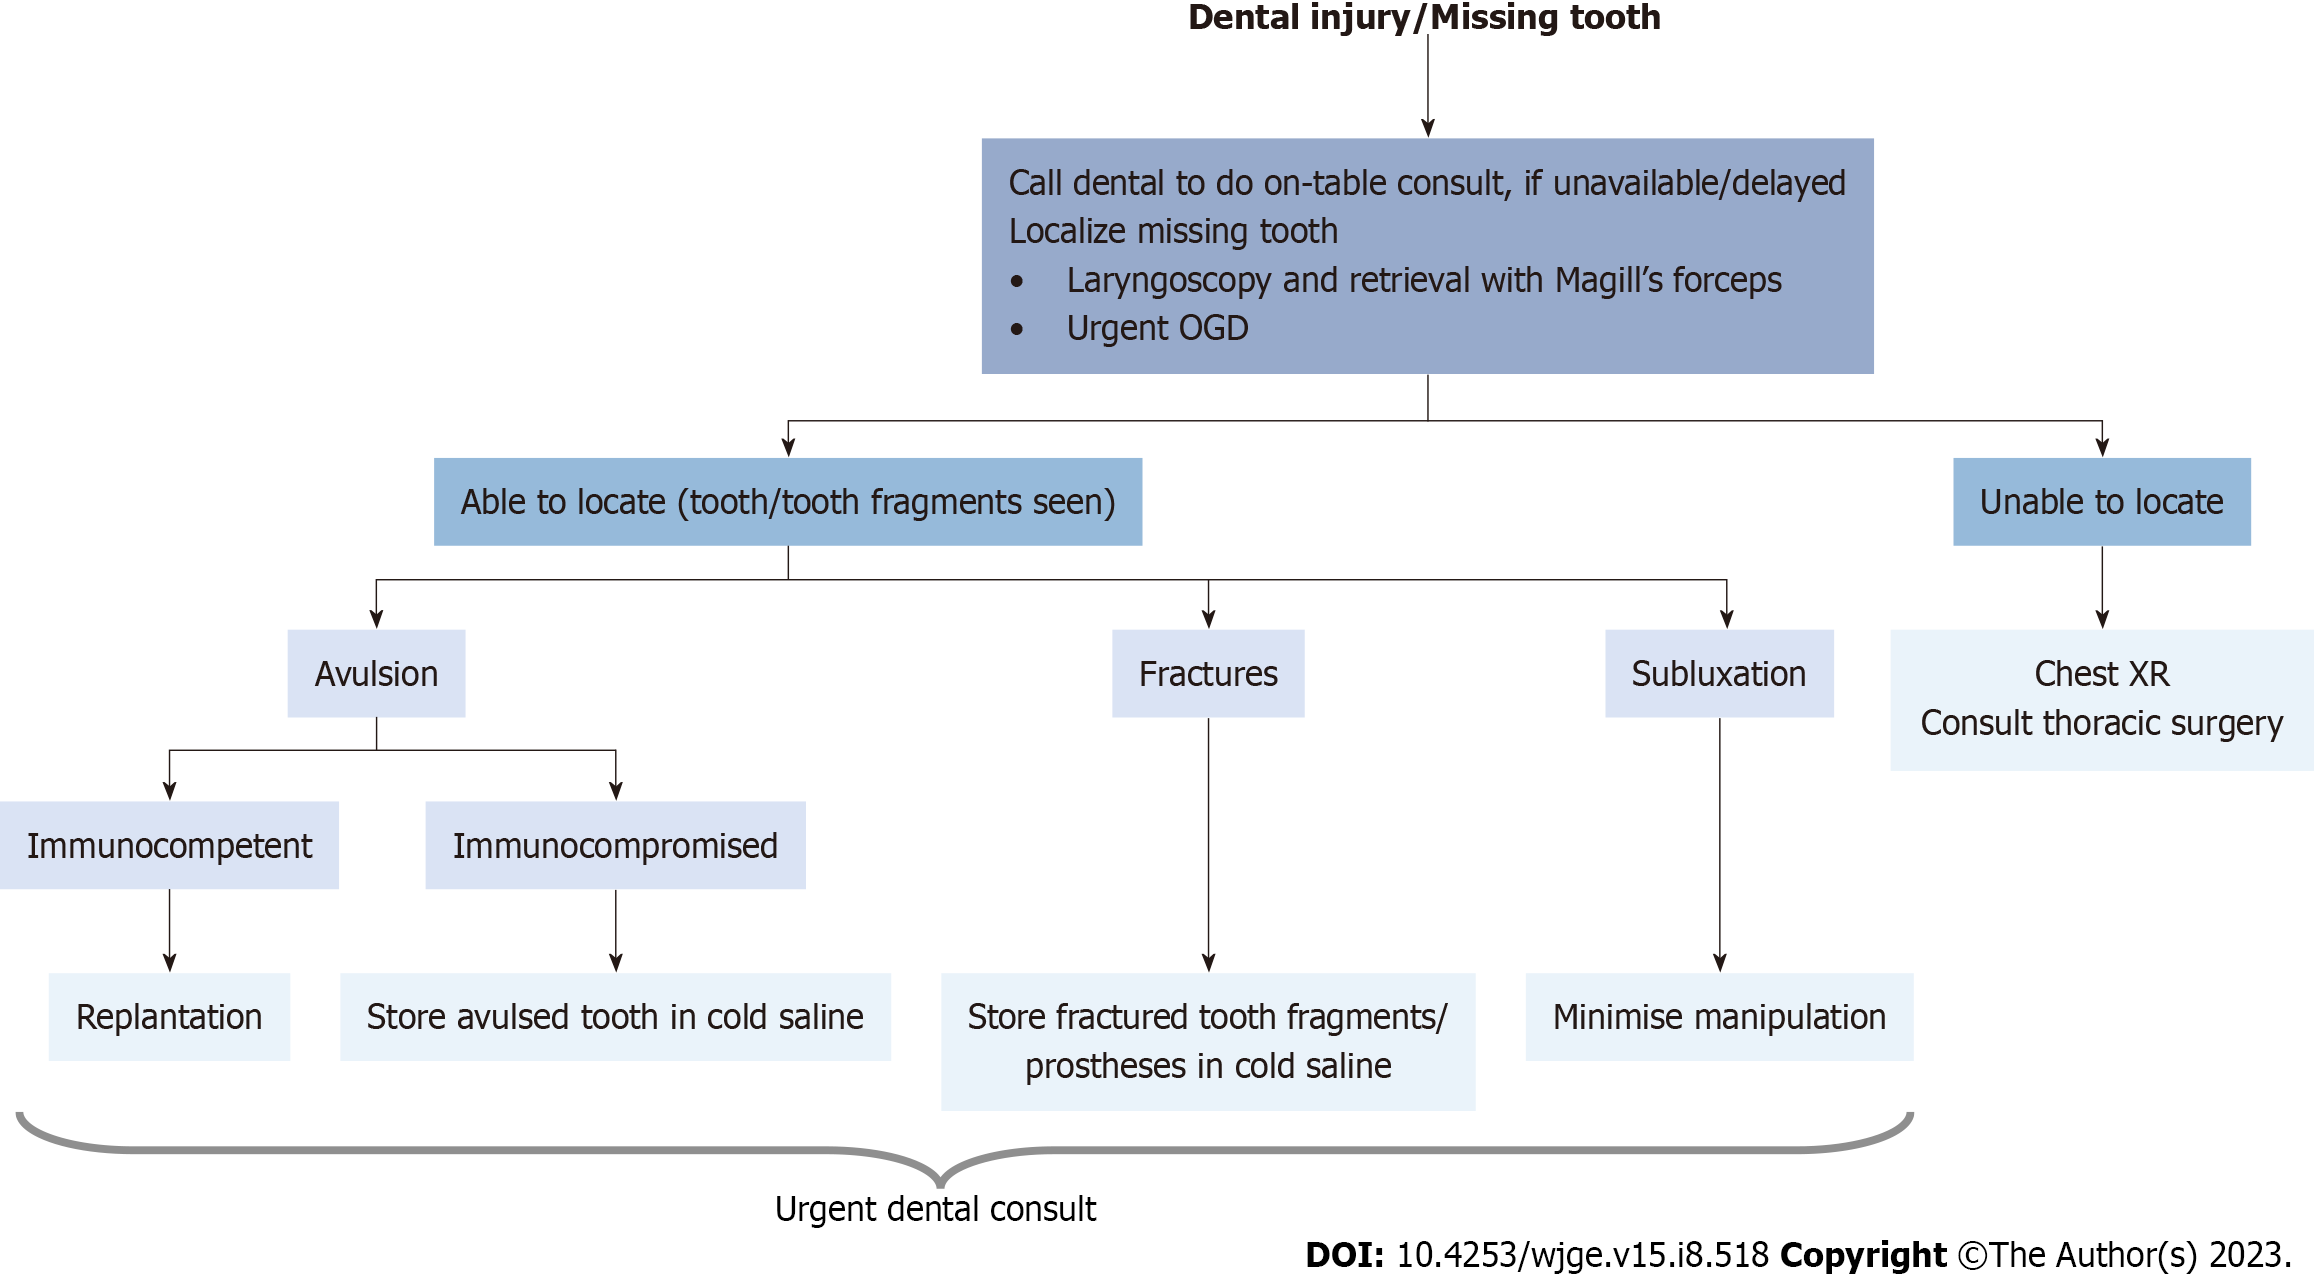 Dental injury/Missing tooth
Call dental to do on-table consult, if unavailable/delayed
Localize missing tooth
• Laryngoscopy and retrieval with Magill’s forceps
• Urgent OGD
Able to locate (tooth/tooth fragments seen)
Unable to locate
Avulsion
Fractures
Subluxation
Chest XR
Consult thoracic surgery
Immunocompetent
Immunocompromised
Replantation
Store avulsed tooth in cold saline
Store fractured tooth fragments/
prostheses in cold saline
Minimise manipulation
Urgent dental consult
DOI: 10.4253/wjge.v15.i8.518 Copyright ©The Author(s) 2023.